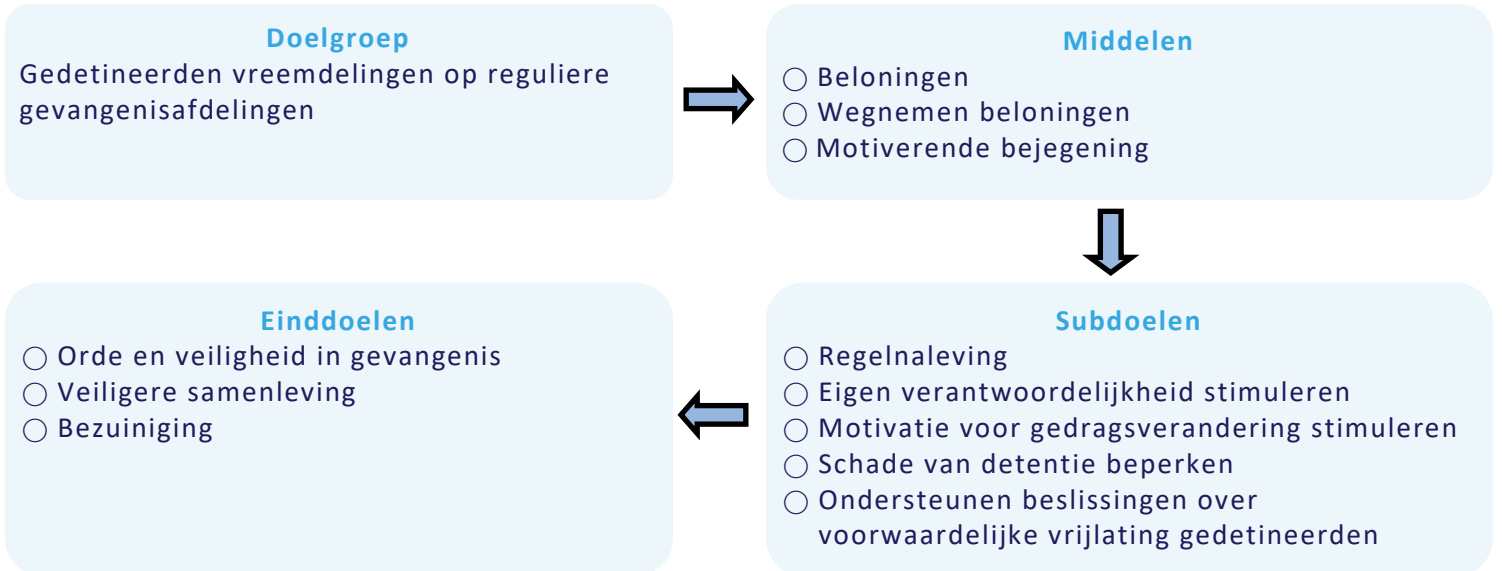 Doelgroep
Gedetineerden vreemdelingen op reguliere
gevangenisafdelingen
Middelen
○ Beloningen
○ Wegnemen beloningen
○ Motiverende bejegening
Subdoelen
○ Regelnaleving
○ Eigen verantwoordelijkheid stimuleren
○ Motivatie voor gedragsverandering stimuleren
○ Schade van detentie beperken
○ Ondersteunen beslissingen over
voorwaardelijke vrijlating gedetineerden
Einddoelen
○ Orde en veiligheid in gevangenis
○ Veiligere samenleving
○ Bezuiniging